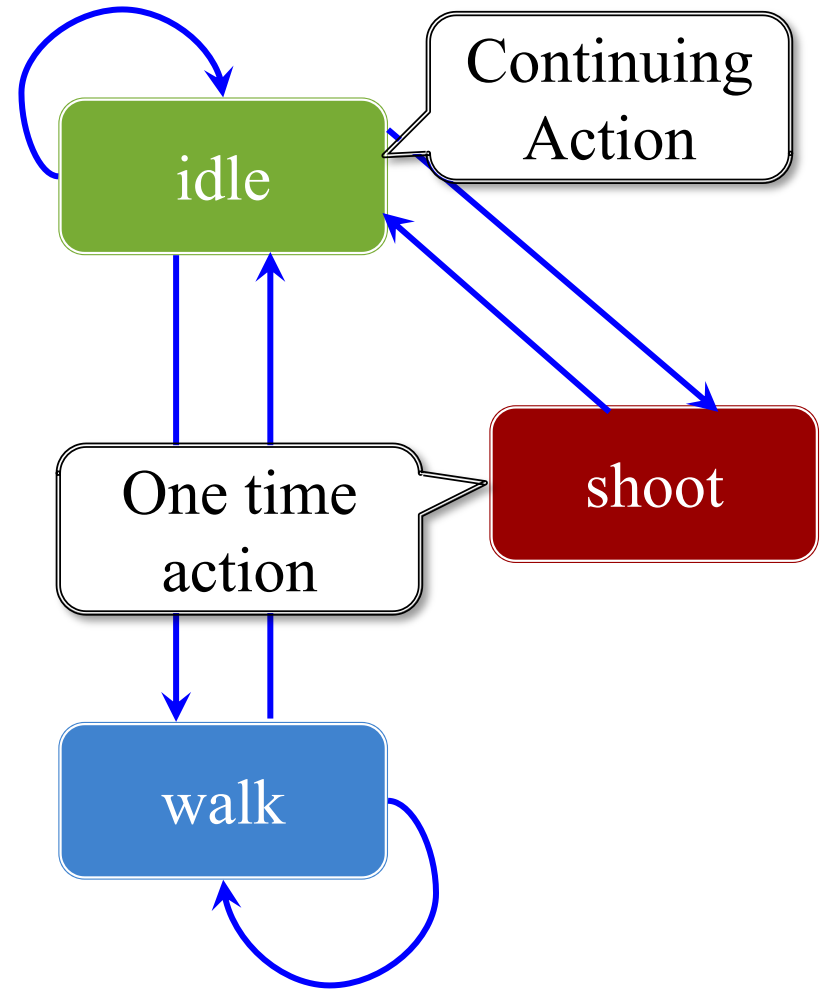 Continuing
Action
idle
One time
action
shoot
walk